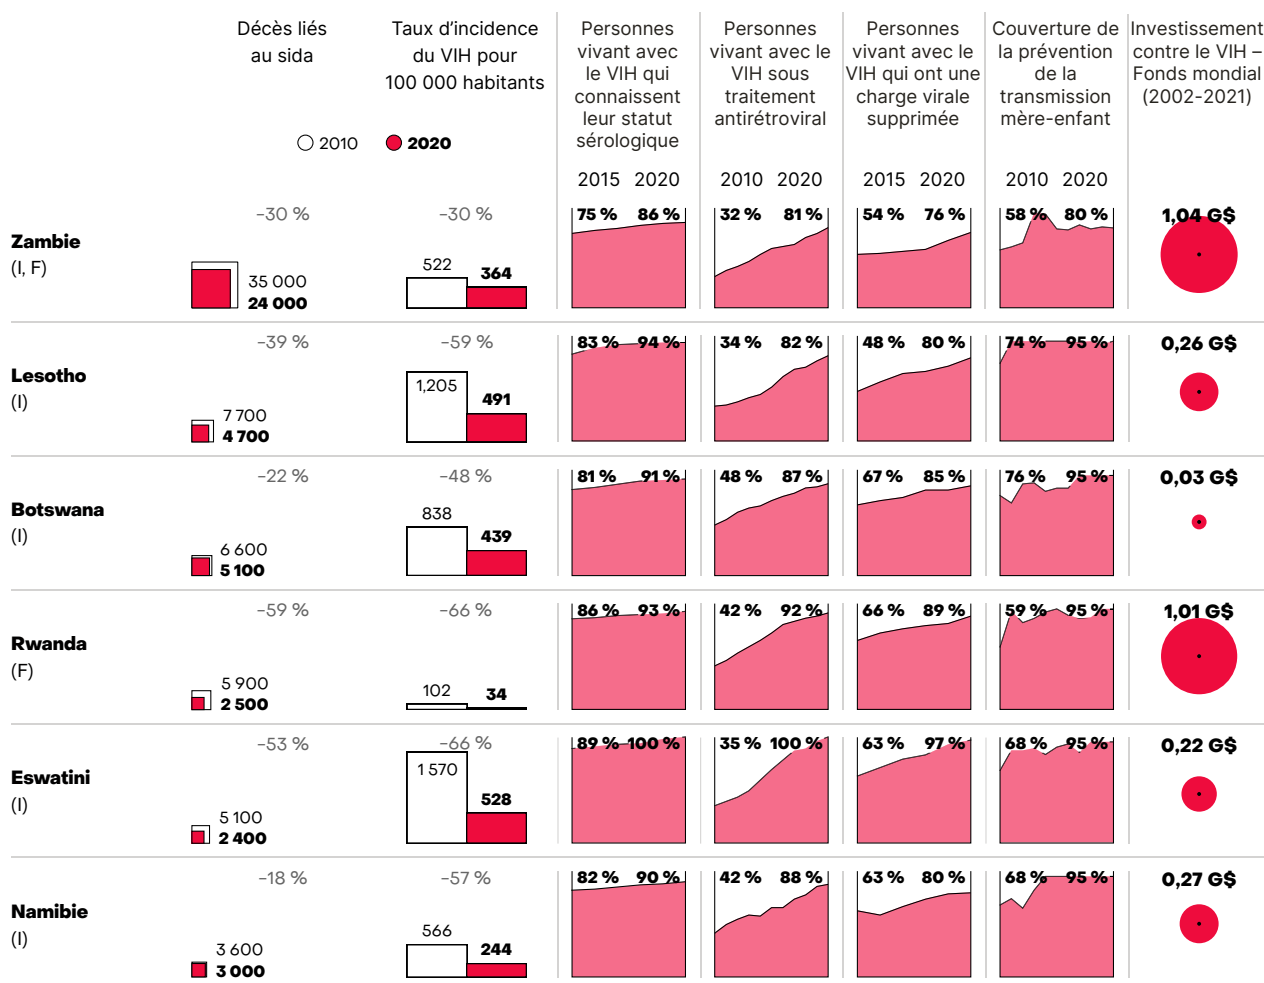 Décès liés
au sida
Taux d’incidence
du VIH pour
100 000 habitants
2010
2020
Personnes
vivant avec
le VIH qui
connaissent
leur statut
sérologique
Personnes
vivant avec le
VIH sous
traitement
antirétroviral
Personnes
vivant avec le
VIH qui ont une
charge virale
supprimée
Couverture de
la prévention
de la
transmission
mère-enfant
Investissement
contre le VIH –
Fonds mondial
(2002-2021)
2015 2020
2010 2020
2015 2020
2010 2020
Zambie
(I, F)
-30 %
35 000
24 000
-30 %
522
364
75 % 86 %
32 % 81 %
54 % 76 %
58 % 80 %
1,04 G$
Lesotho
(I)
-39 %
7 700
4 700
-59 %
1,205
491
83 % 94 %
34 % 82 %
48 % 80 %
74 % 95 %
0,26 G$
Botswana
(I)
-22 %
6 600
5 100
-48 %
838
439
81 % 91 %
48 % 87 %
67 % 85 %
76 % 95 %
0,03 G$
Rwanda
(F)
-59 %
5 900
2 500
-66 %
102
34
86 % 93 %
42 % 92 %
66 % 89 %
59 % 95 %
1,01 G$
Eswatini
(I)
-53 %
5 100
2 400
-66 %
1 570
528
89 % 100 %
35 % 100 %
63 % 97 %
68 % 95 %
0,22 G$
Namibie
(I)
-18 %
3 600
3 000
-57 %
566
244
82 % 90 %
42 % 88 %
63 % 80 %
68 % 95 %
0,27 G$